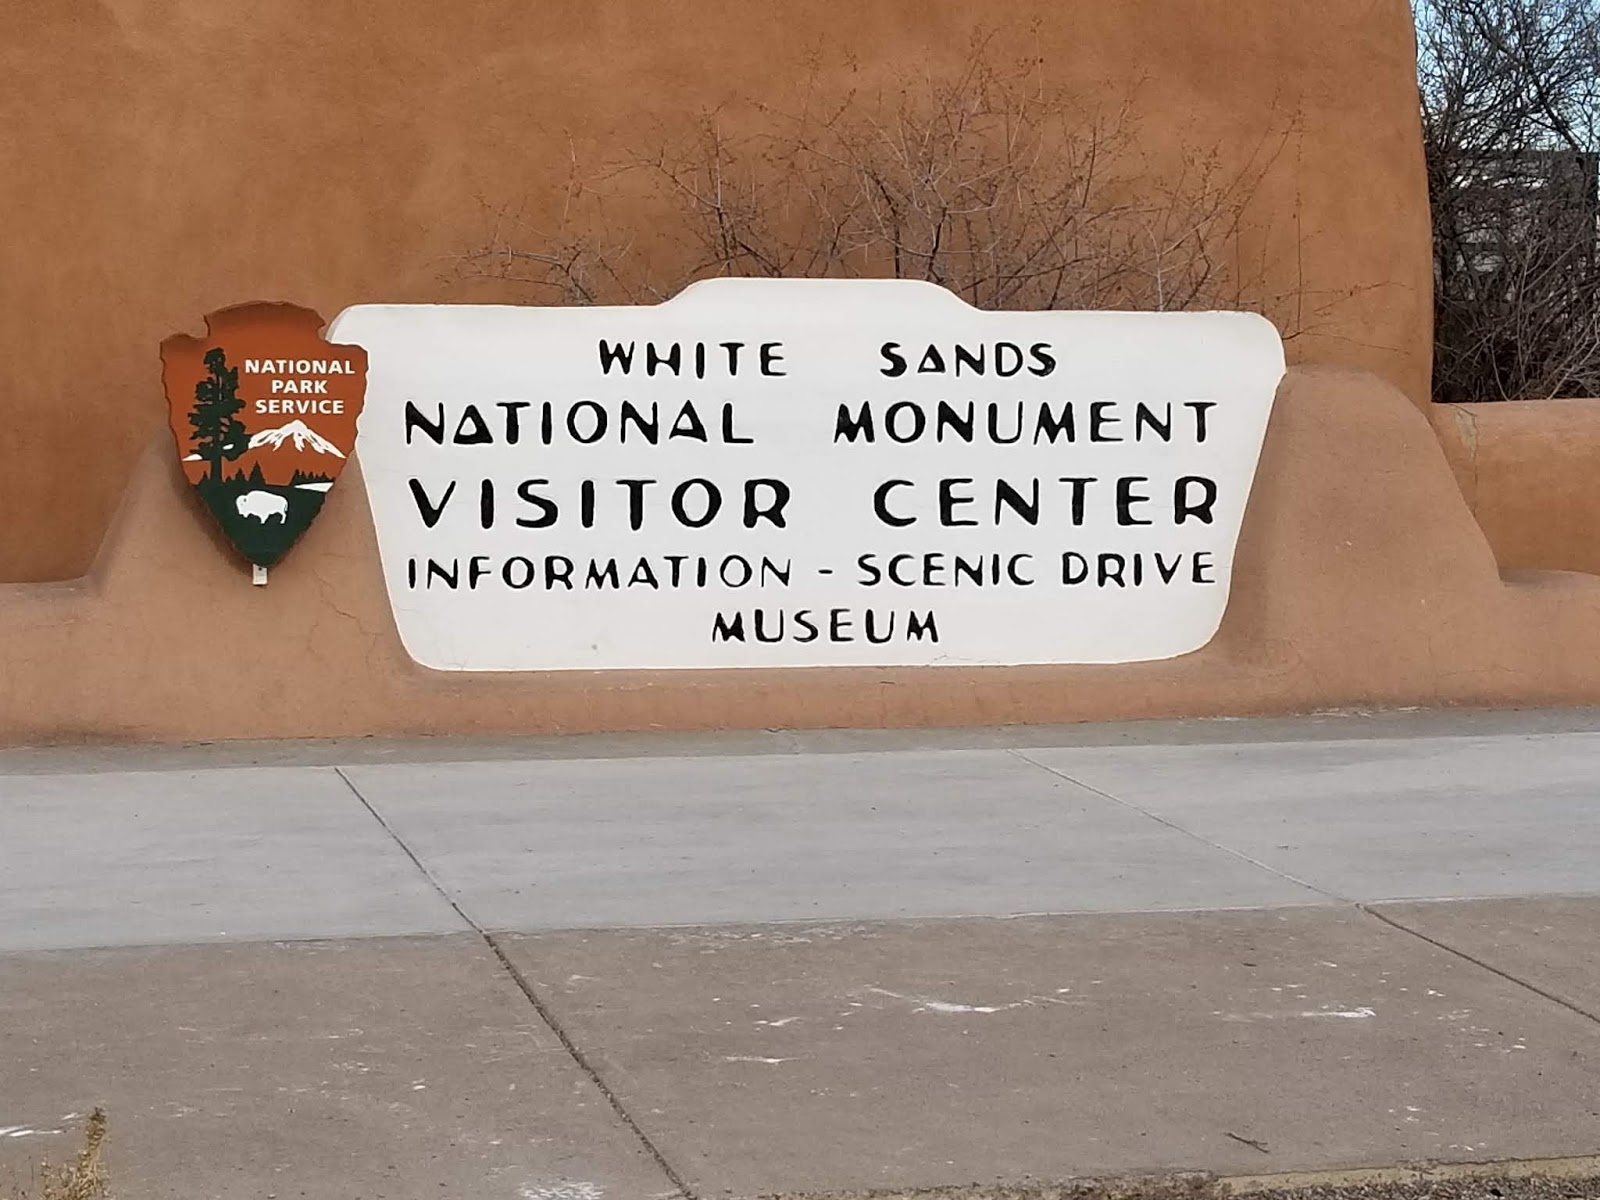 NATIONAL
PARK
SERVICE
WHITE SANDS
NATIONAL MONUMENT
VISITOR CENTER
INFORMATION - SCENIC DRIVE
MUSEUM